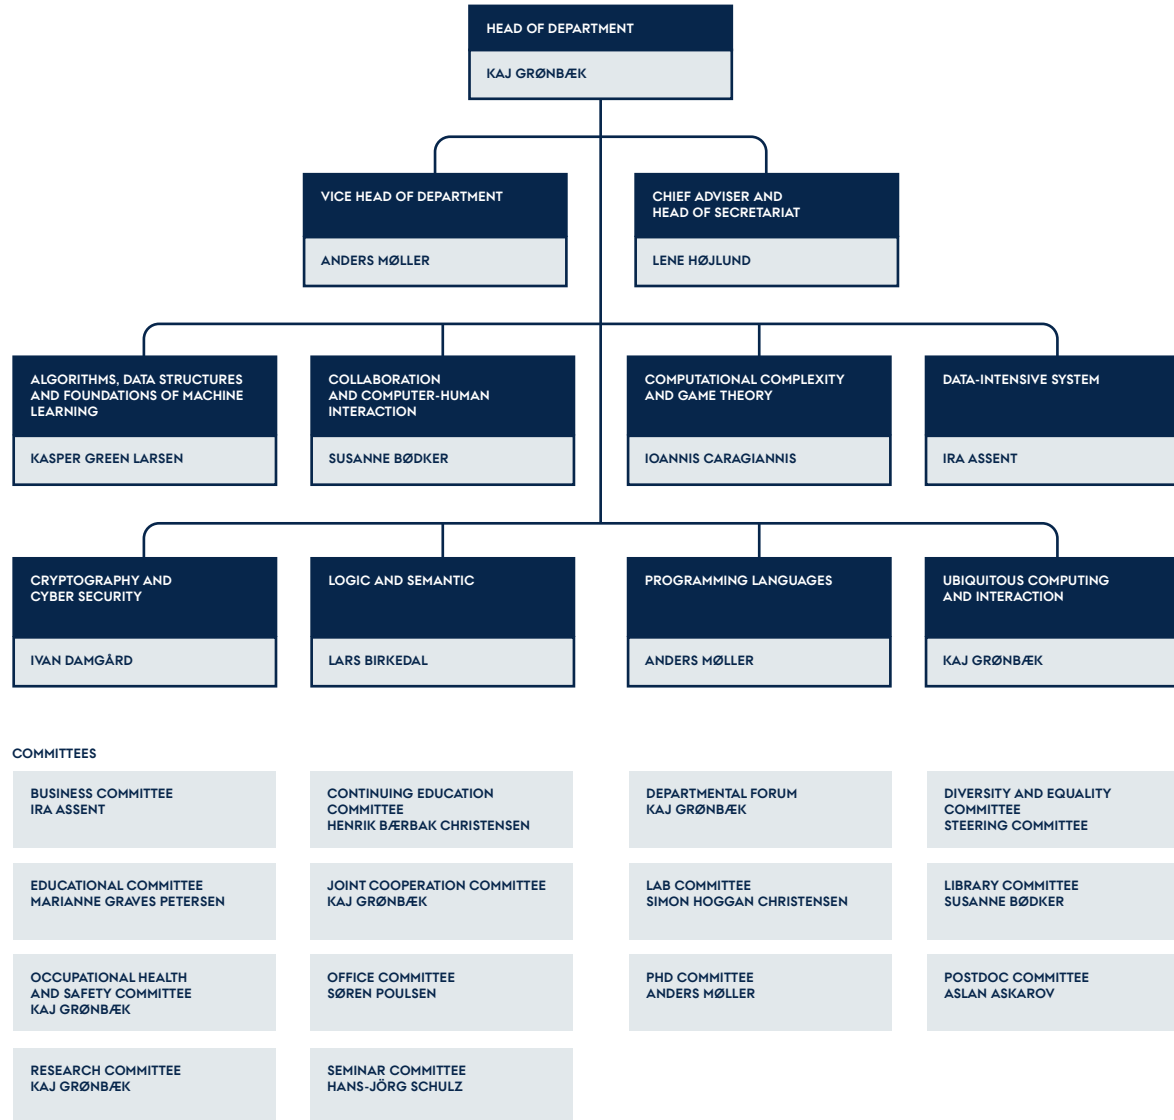 HEAD OF DEPARTMENT
KAJ GRØNBÆK
VICE HEAD OF DEPARTMENT
ANDERS MØLLER
CHIEF ADVISER AND
HEAD OF SECRETARIAT
LENE HØJLUND
ALGORITHMS, DATA STRUCTURES
AND FOUNDATIONS OF MACHINE
LEARNING
KASPER GREEN LARSEN
COLLABORATION
AND COMPUTER-HUMAN
INTERACTION
SUSANNE BØDKER
COMPUTATIONAL COMPLEXITY
AND GAME THEORY
IOANNIS CARAGIANNIS
DATA-INTENSIVE SYSTEM
IRA ASSENT
CRYPTOGRAPHY AND
CYBER SECURITY
IVAN DAMGÅRD
LOGIC AND SEMANTIC
LARS BIRKEDAL
PROGRAMMING LANGUAGES
ANDERS MØLLER
UBIQUITOUS COMPUTING
AND INTERACTION
KAJ GRØNBÆK
COMMITTEES
BUSINESS COMMITTEE
IRA ASSENT
CONTINUING EDUCATION
COMMITTEE
HENRIK BÆRBAK CHRISTENSEN
DEPARTMENTAL FORUM
KAJ GRØNBÆK
DIVERSITY AND EQUALITY
COMMITTEE
STEERING COMMITTEE
EDUCATIONAL COMMITTEE
MARIANNE GRAVES PETERSEN
JOINT COOPERATION COMMITTEE
KAJ GRØNBÆK
LAB COMMITTEE
SIMON HOGGAN CHRISTENSEN
LIBRARY COMMITTEE
SUSANNE BØDKER
OCCUPATIONAL HEALTH
AND SAFETY COMMITTEE
KAJ GRØNBÆK
OFFICE COMMITTEE
SØREN POULSEN
PHD COMMITTEE
ANDERS MØLLER
POSTDOC COMMITTEE
ASLAN ASKAROV
RESEARCH COMMITTEE
KAJ GRØNBÆK
SEMINAR COMMITTEE
HANS-JÖRG SCHULZ